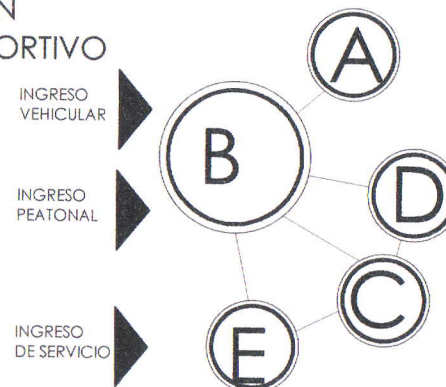 N
ORTIVO
INGRESO
VEHICULAR
INGRESO
PEATONAL
INGRESO
DE SERVICIO
A
B
D
C
E